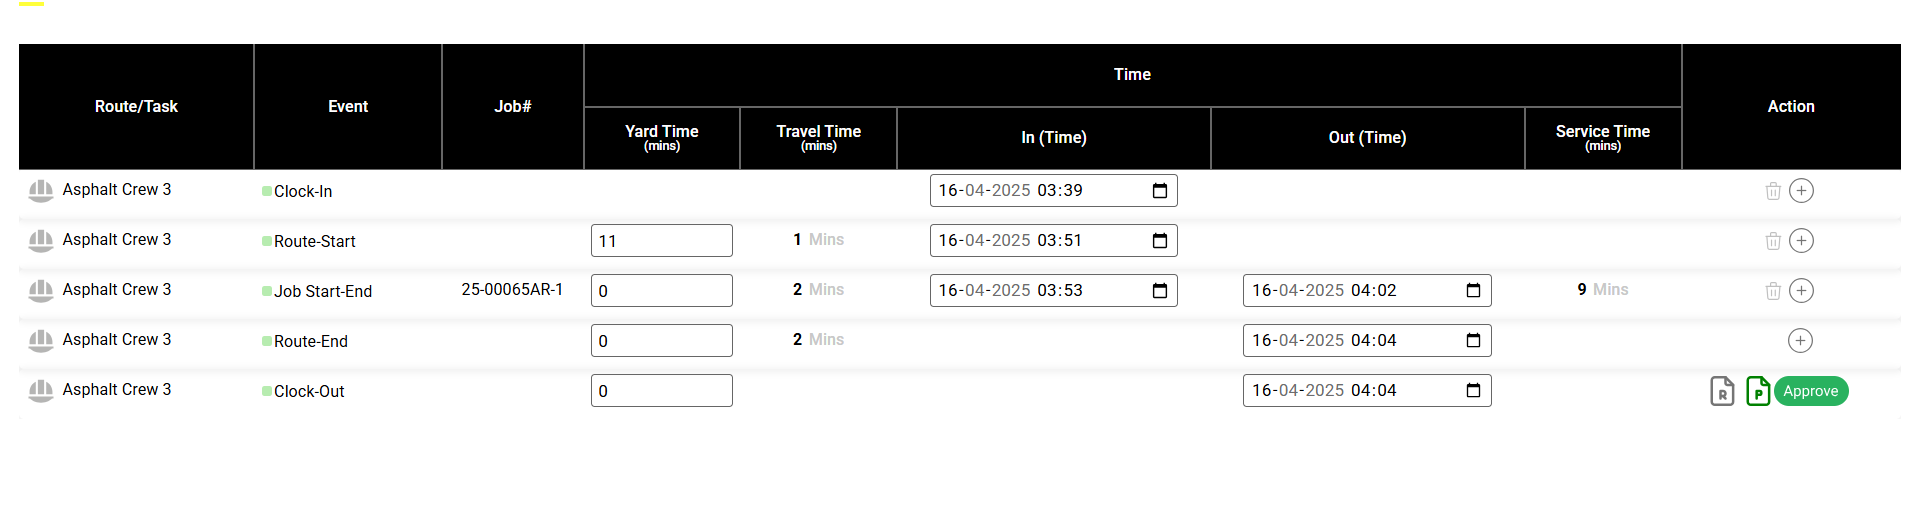 Route/Task Event Job# Time Action
Yard Time (mins) Travel Time (mins) In (Time) Out (Time) Service Time (mins)
Asphalt Crew 3 Clock-In 16-04-2025 03:39
Asphalt Crew 3 Route-Start 11 1 Mins 16-04-2025 03:51
Asphalt Crew 3 Job Start-End 25-00065AR-1 0 2 Mins 16-04-2025 03:53 16-04-2025 04:02 9 Mins
Asphalt Crew 3 Route-End 0 2 Mins 16-04-2025 04:04
Asphalt Crew 3 Clock-Out 0 16-04-2025 04:04 R P Approve